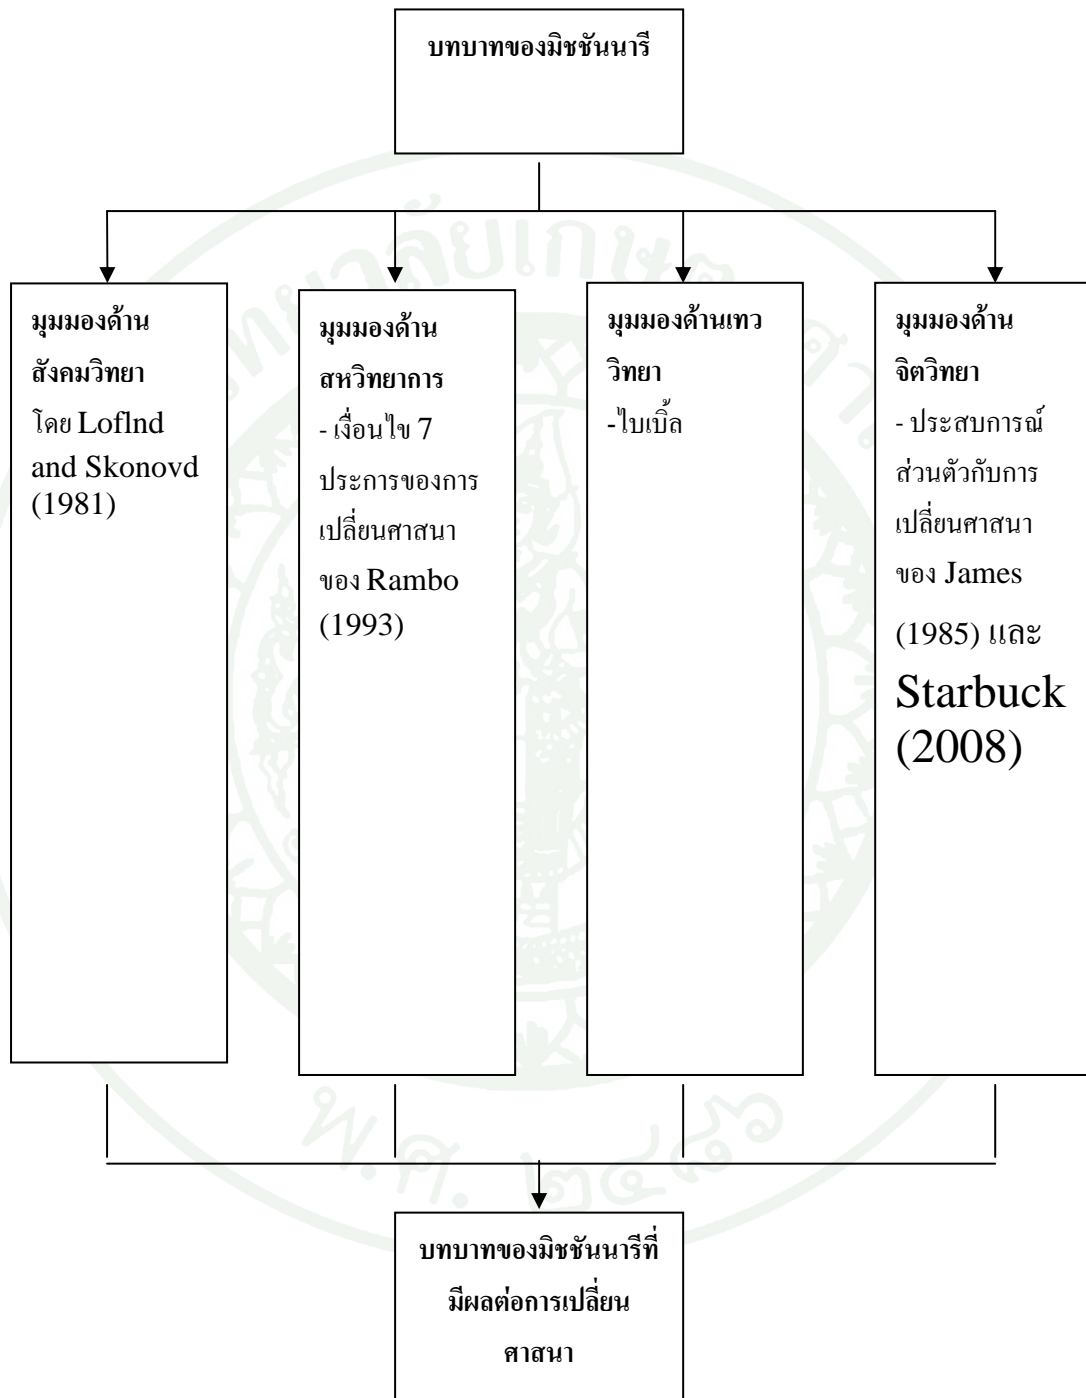 บทบาทของมิชชันนารี
มุมมองด้าน
สังคมวิทยา
โดย Loflnd
and Skonovd
(1981)
มุมมองด้าน
สหวิทยาการ
- เงื่อนไข 7
ประการของการ
เปลี่ยนศาสนา
ของ Rambo
(1993)
มุมมองด้านเทว
วิทยา
-ไบเบิ้ล
มุมมองด้าน
จิตวิทยา
- ประสบการณ์
ส่วนตัวกับการ
เปลี่ยนศาสนา
ของ James
(1985) และ
Starbuck
(2008)
พ.ศ. ๒๔๘๖
บทบาทของมิชชันนารีที่
มีผลต่อการเปลี่ยน
ศาสนา